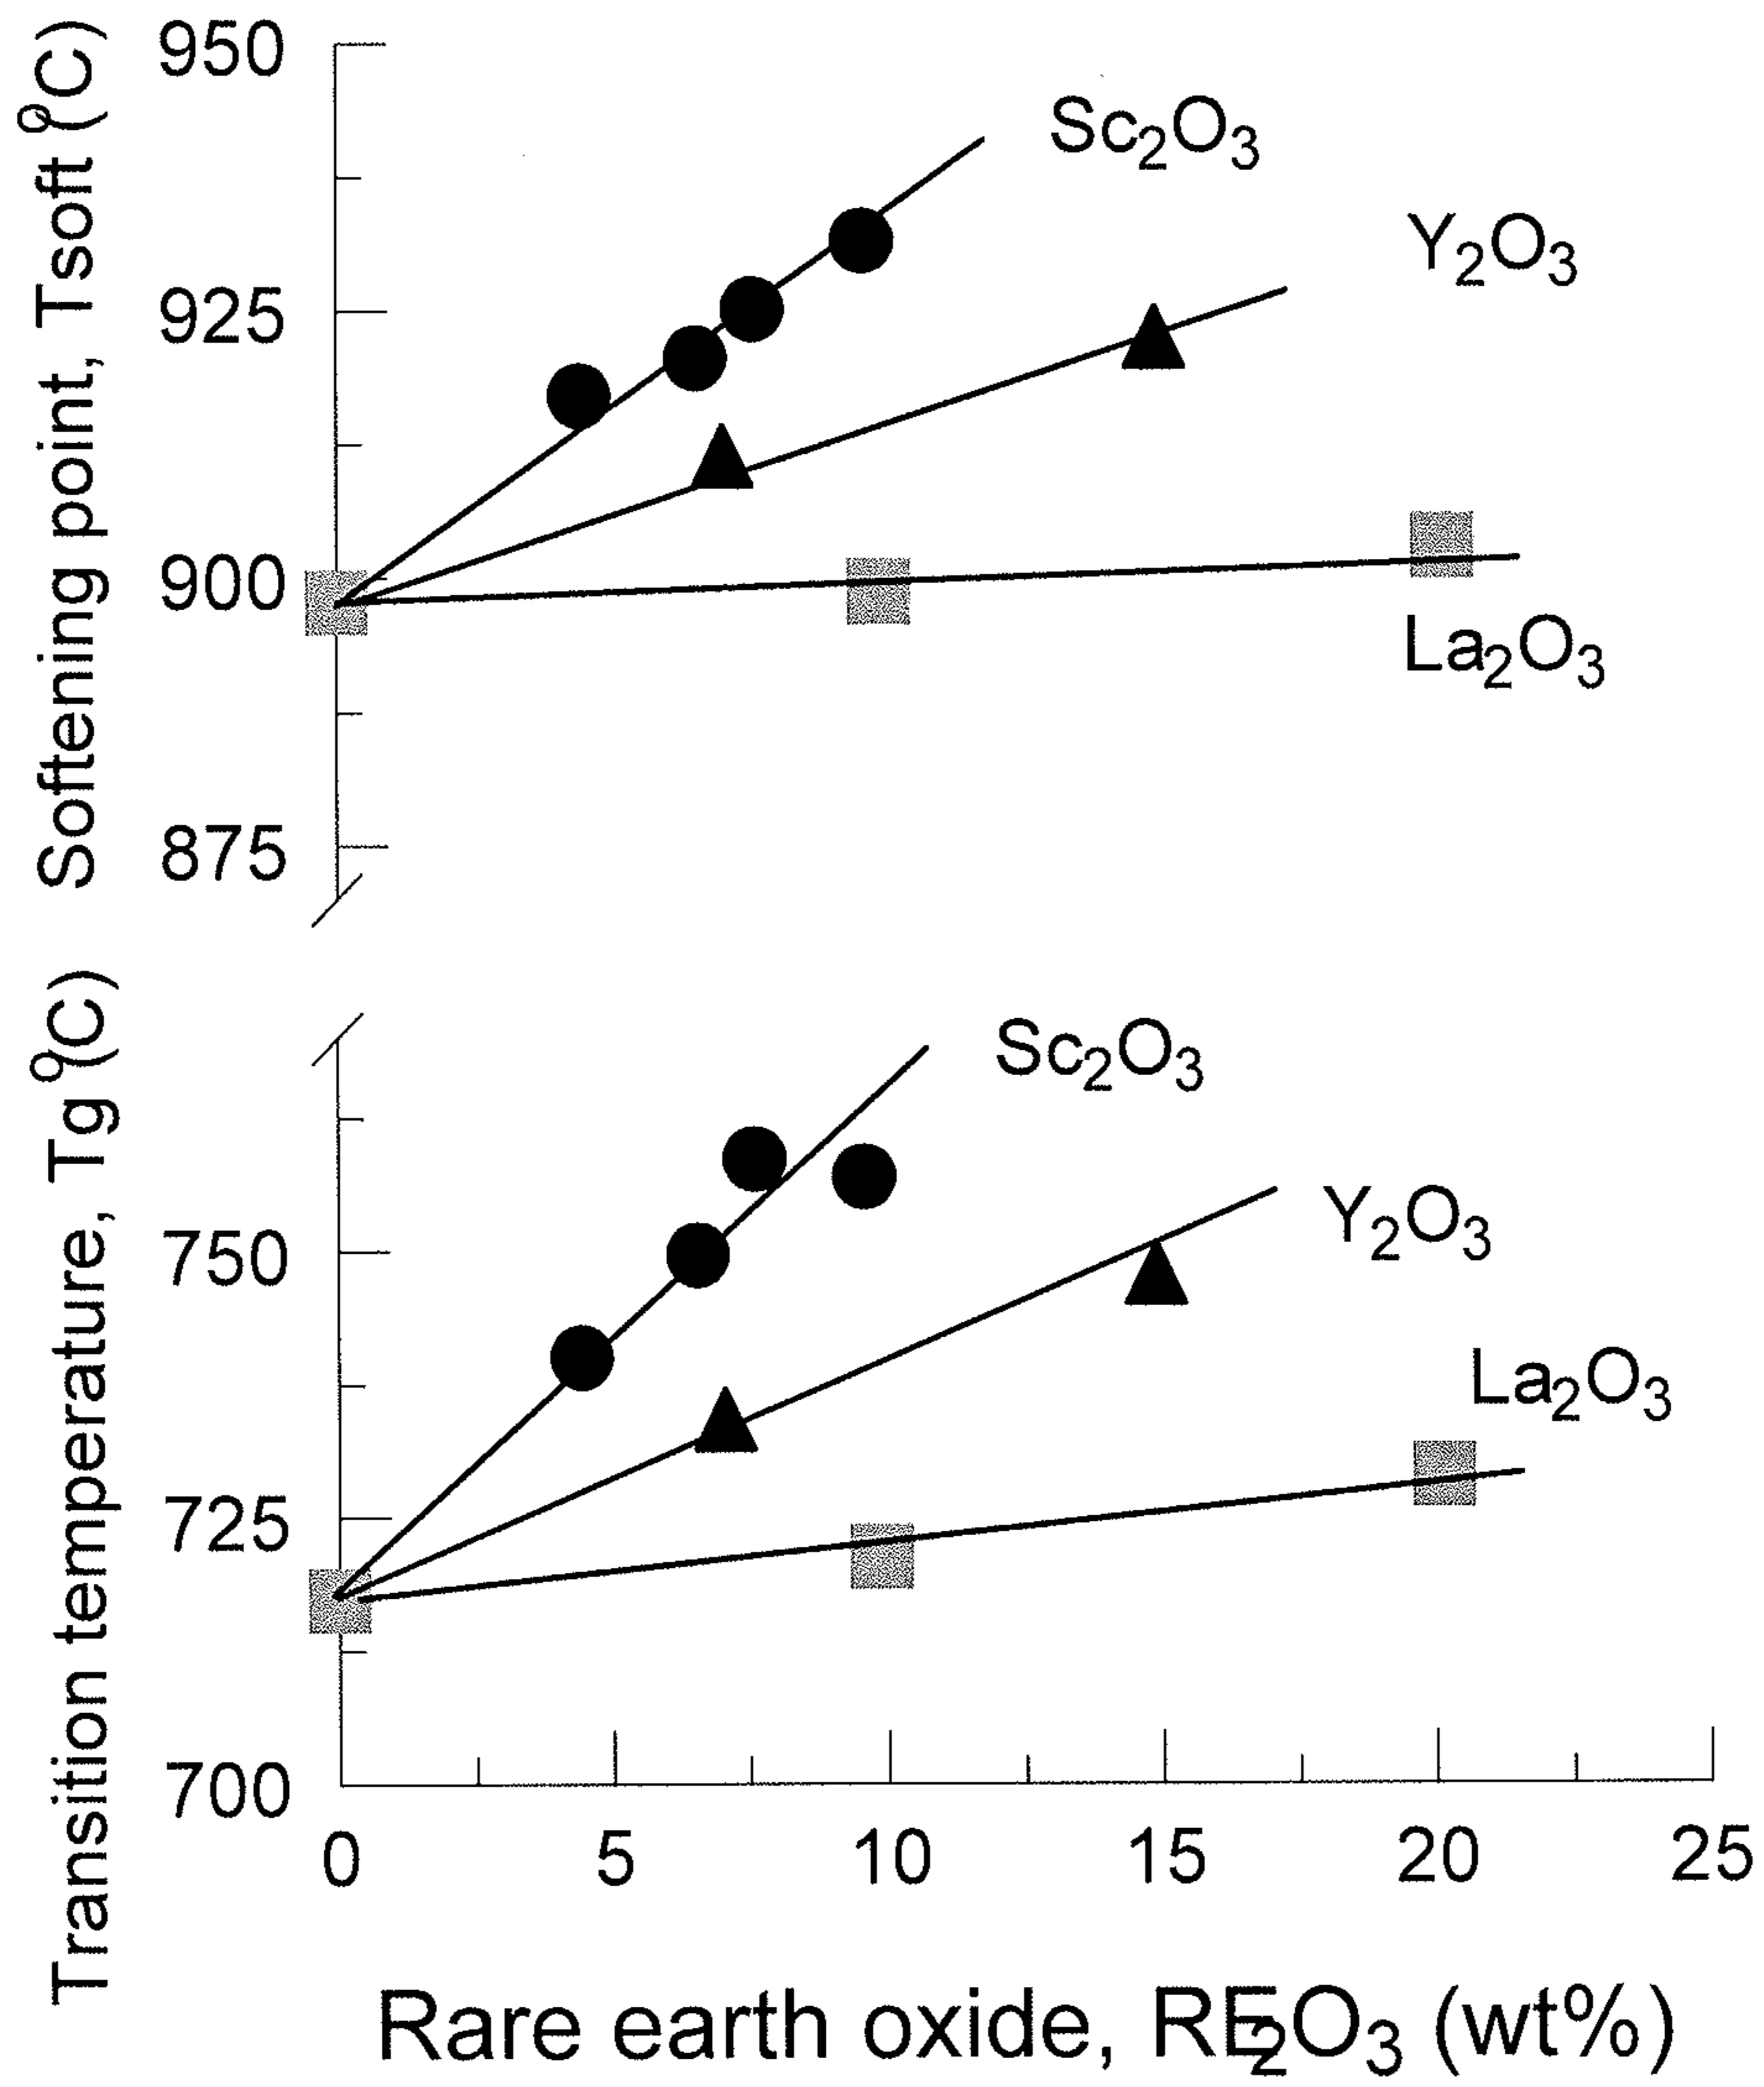 Softening point, Tsoft (°C)
950
925
900
875
Sc₂O₃
Y₂O₃
La₂O₃
Transition temperature, Tg (°C)
750
725
700
Sc₂O₃
Y₂O₃
La₂O₃
0 5 10 15 20 25
Rare earth oxide, RE₂O₃ (wt%)